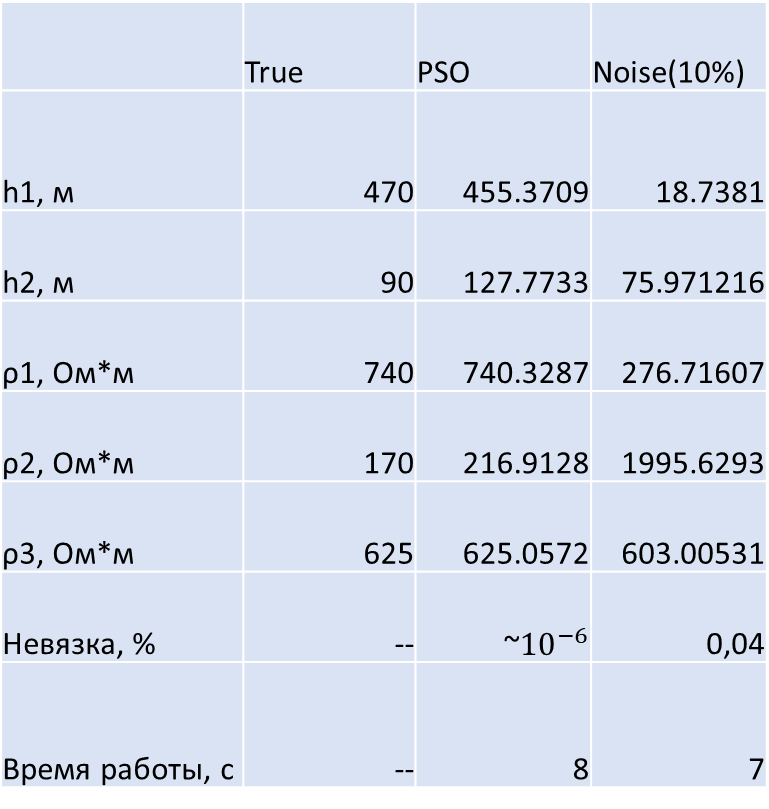 True PSO Noise(10%)
h1, м 470 455.3709 18.7381
h2, м 90 127.7733 75.971216
ρ1, Ом*м 740 740.3287 276.71607
ρ2, Ом*м 170 216.9128 1995.6293
ρ3, Ом*м 625 625.0572 603.00531
Невязка, % -- ~10⁻⁶ 0,04
Время работы, с -- 8 7